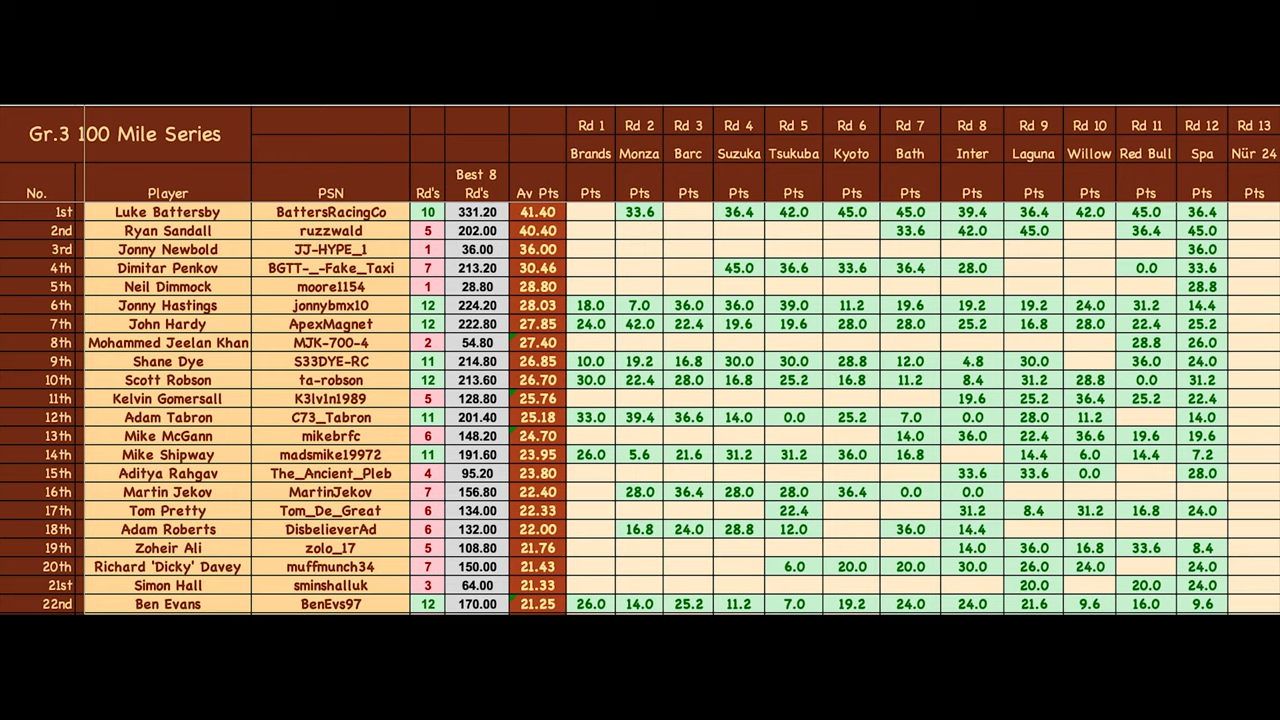 Gr.3 100 Mile Series
Rd 1 Rd 2 Rd 3 Rd 4 Rd 5 Rd 6 Rd 7 Rd 8 Rd 9 Rd 10 Rd 11 Rd 12 Rd 13
Brands Monza Barc Suzuka Tsukuba Kyoto Bath Inter Laguna Willow Red Bull Spa Nür 24
No. Player PSN Rd's Best 8 Rd's Av Pts Pts Pts Pts Pts Pts Pts Pts Pts Pts Pts Pts Pts Pts
1st Luke Battersby BattersRacingCo 10 331.20 41.40 33.6 36.4 42.0 45.0 45.0 39.4 36.4 42.0 45.0 36.4
2nd Ryan Sandall ruzzwald 5 202.00 40.40 33.6 42.0 45.0 36.4 45.0
3rd Jonny Newbold JJ-HYPE_1 1 36.00 36.00 36.0
4th Dimitar Penkov BGTT-_-Fake_Taxi 7 213.20 30.46 45.0 36.6 33.6 36.4 28.0 0.0 33.6
5th Neil Dimmock moore1154 1 28.80 28.80 28.8
6th Jonny Hastings jonnybmx10 12 224.20 28.03 18.0 7.0 36.0 36.0 39.0 11.2 19.6 19.2 19.2 24.0 31.2 14.4
7th John Hardy ApexMagnet 12 222.80 27.85 24.0 42.0 22.4 19.6 19.6 28.0 28.0 25.2 16.8 28.0 22.4 25.2
8th Mohammed Jeelan Khan MJK-700-4 2 54.80 27.40 28.8 26.0
9th Shane Dye S33DYE-RC 11 214.80 26.85 10.0 19.2 16.8 30.0 30.0 28.8 12.0 4.8 30.0 36.0 24.0
10th Scott Robson ta-robson 12 213.60 26.70 30.0 22.4 28.0 16.8 25.2 16.8 11.2 8.4 31.2 28.8 0.0 31.2
11th Kelvin Gomersall K3lv1n1989 5 128.80 25.76 19.6 25.2 36.4 25.2 22.4
12th Adam Tabron C73_Tabron 11 201.40 25.18 33.0 39.4 36.6 14.0 0.0 25.2 7.0 0.0 28.0 11.2 14.0
13th Mike McGann mikebrfc 6 148.20 24.70 14.0 36.0 22.4 36.6 19.6 19.6
14th Mike Shipway madsmike19972 11 191.60 23.95 26.0 5.6 21.6 31.2 31.2 36.0 16.8 14.4 6.0 14.4 7.2
15th Aditya Rahgav The_Ancient_Pleb 4 95.20 23.80 33.6 33.6 0.0 28.0
16th Martin Jekov MartinJekov 7 156.80 22.40 28.0 36.4 28.0 28.0 36.4 0.0 0.0
17th Tom Pretty Tom_De_Great 6 134.00 22.33 22.4 31.2 8.4 31.2 16.8 24.0
18th Adam Roberts DisbelieverAd 6 132.00 22.00 16.8 24.0 28.8 12.0 36.0 14.4
19th Zoheir Ali zolo_17 5 108.80 21.76 14.0 36.0 16.8 33.6 8.4
20th Richard 'Dicky' Davey muffmunch34 7 150.00 21.43 6.0 20.0 20.0 30.0 26.0 24.0 24.0
21st Simon Hall sminshalluk 3 64.00 21.33 20.0 20.0 24.0
22nd Ben Evans BenEvs97 12 170.00 21.25 26.0 14.0 25.2 11.2 7.0 19.2 24.0 24.0 21.6 9.6 16.0 9.6